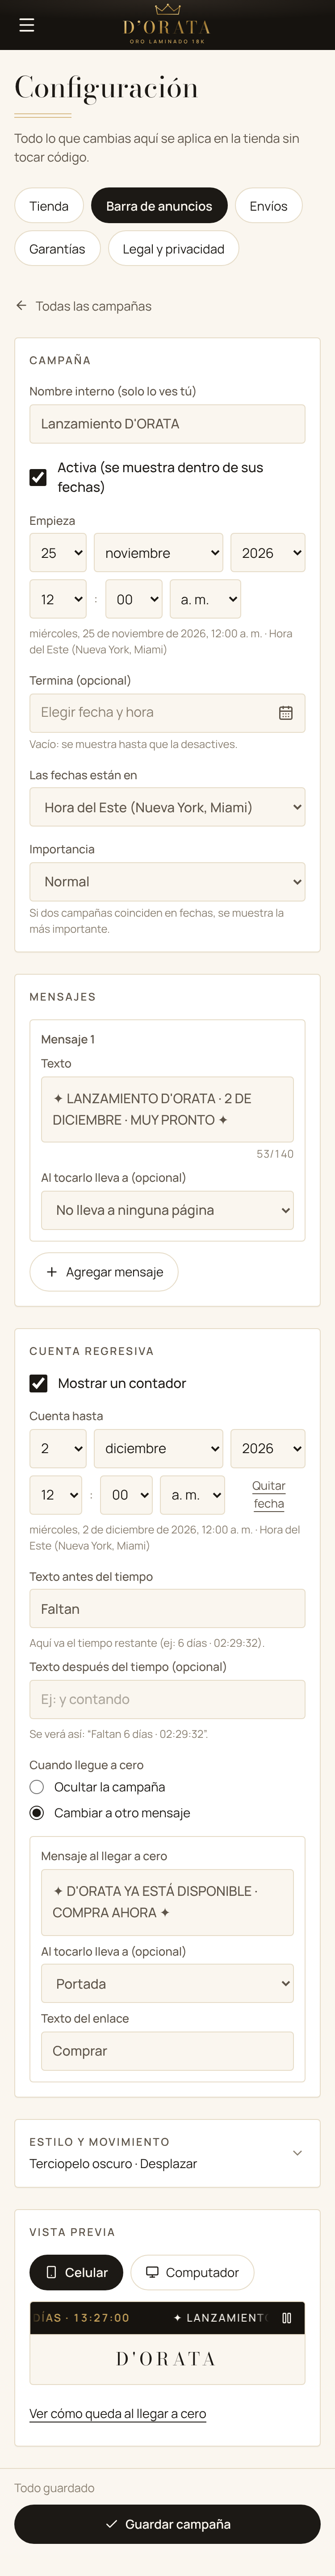 D'ORATA
ORO LAMINADO 18K
Configuración
Todo lo que cambias aquí se aplica en la tienda sin
tocar código.
Tienda
Barra de anuncios
Envíos
Garantías
Legal y privacidad
← Todas las campañas
CAMPAÑA
Nombre interno (solo lo ves tú)
Lanzamiento D'ORATA
Activa (se muestra dentro de sus
fechas)
Empieza
25 noviembre 2026
12 : 00 a. m.
miércoles, 25 de noviembre de 2026, 12:00 a. m. · Hora
del Este (Nueva York, Miami)
Termina (opcional)
Elegir fecha y hora
Vacío: se muestra hasta que la desactives.
Las fechas están en
Hora del Este (Nueva York, Miami)
Importancia
Normal
Si dos campañas coinciden en fechas, se muestra la
más importante.
MENSAJES
Mensaje 1
Texto
✦ LANZAMIENTO D'ORATA · 2 DE
DICIEMBRE · MUY PRONTO ✦
53/140
Al tocarlo lleva a (opcional)
No lleva a ninguna página
+ Agregar mensaje
CUENTA REGRESIVA
Mostrar un contador
Cuenta hasta
2 diciembre 2026
12 : 00 a. m.
Quitar
fecha
miércoles, 2 de diciembre de 2026, 12:00 a. m. · Hora del
Este (Nueva York, Miami)
Texto antes del tiempo
Faltan
Aquí va el tiempo restante (ej: 6 días · 02:29:32).
Texto después del tiempo (opcional)
Ej: y contando
Se verá así: “Faltan 6 días · 02:29:32”.
Cuando llegue a cero
Ocultar la campaña
Cambiar a otro mensaje
Mensaje al llegar a cero
✦ D'ORATA YA ESTÁ DISPONIBLE ·
COMPRA AHORA ✦
Al tocarlo lleva a (opcional)
Portada
Texto del enlace
Comprar
ESTILO Y MOVIMIENTO
Terciopelo oscuro · Desplazar
VISTA PREVIA
Celular
Computador
DÍAS · 13:27:00 ✦ LANZAMIENT
D'ORATA
Ver cómo queda al llegar a cero
Todo guardado
Guardar campaña